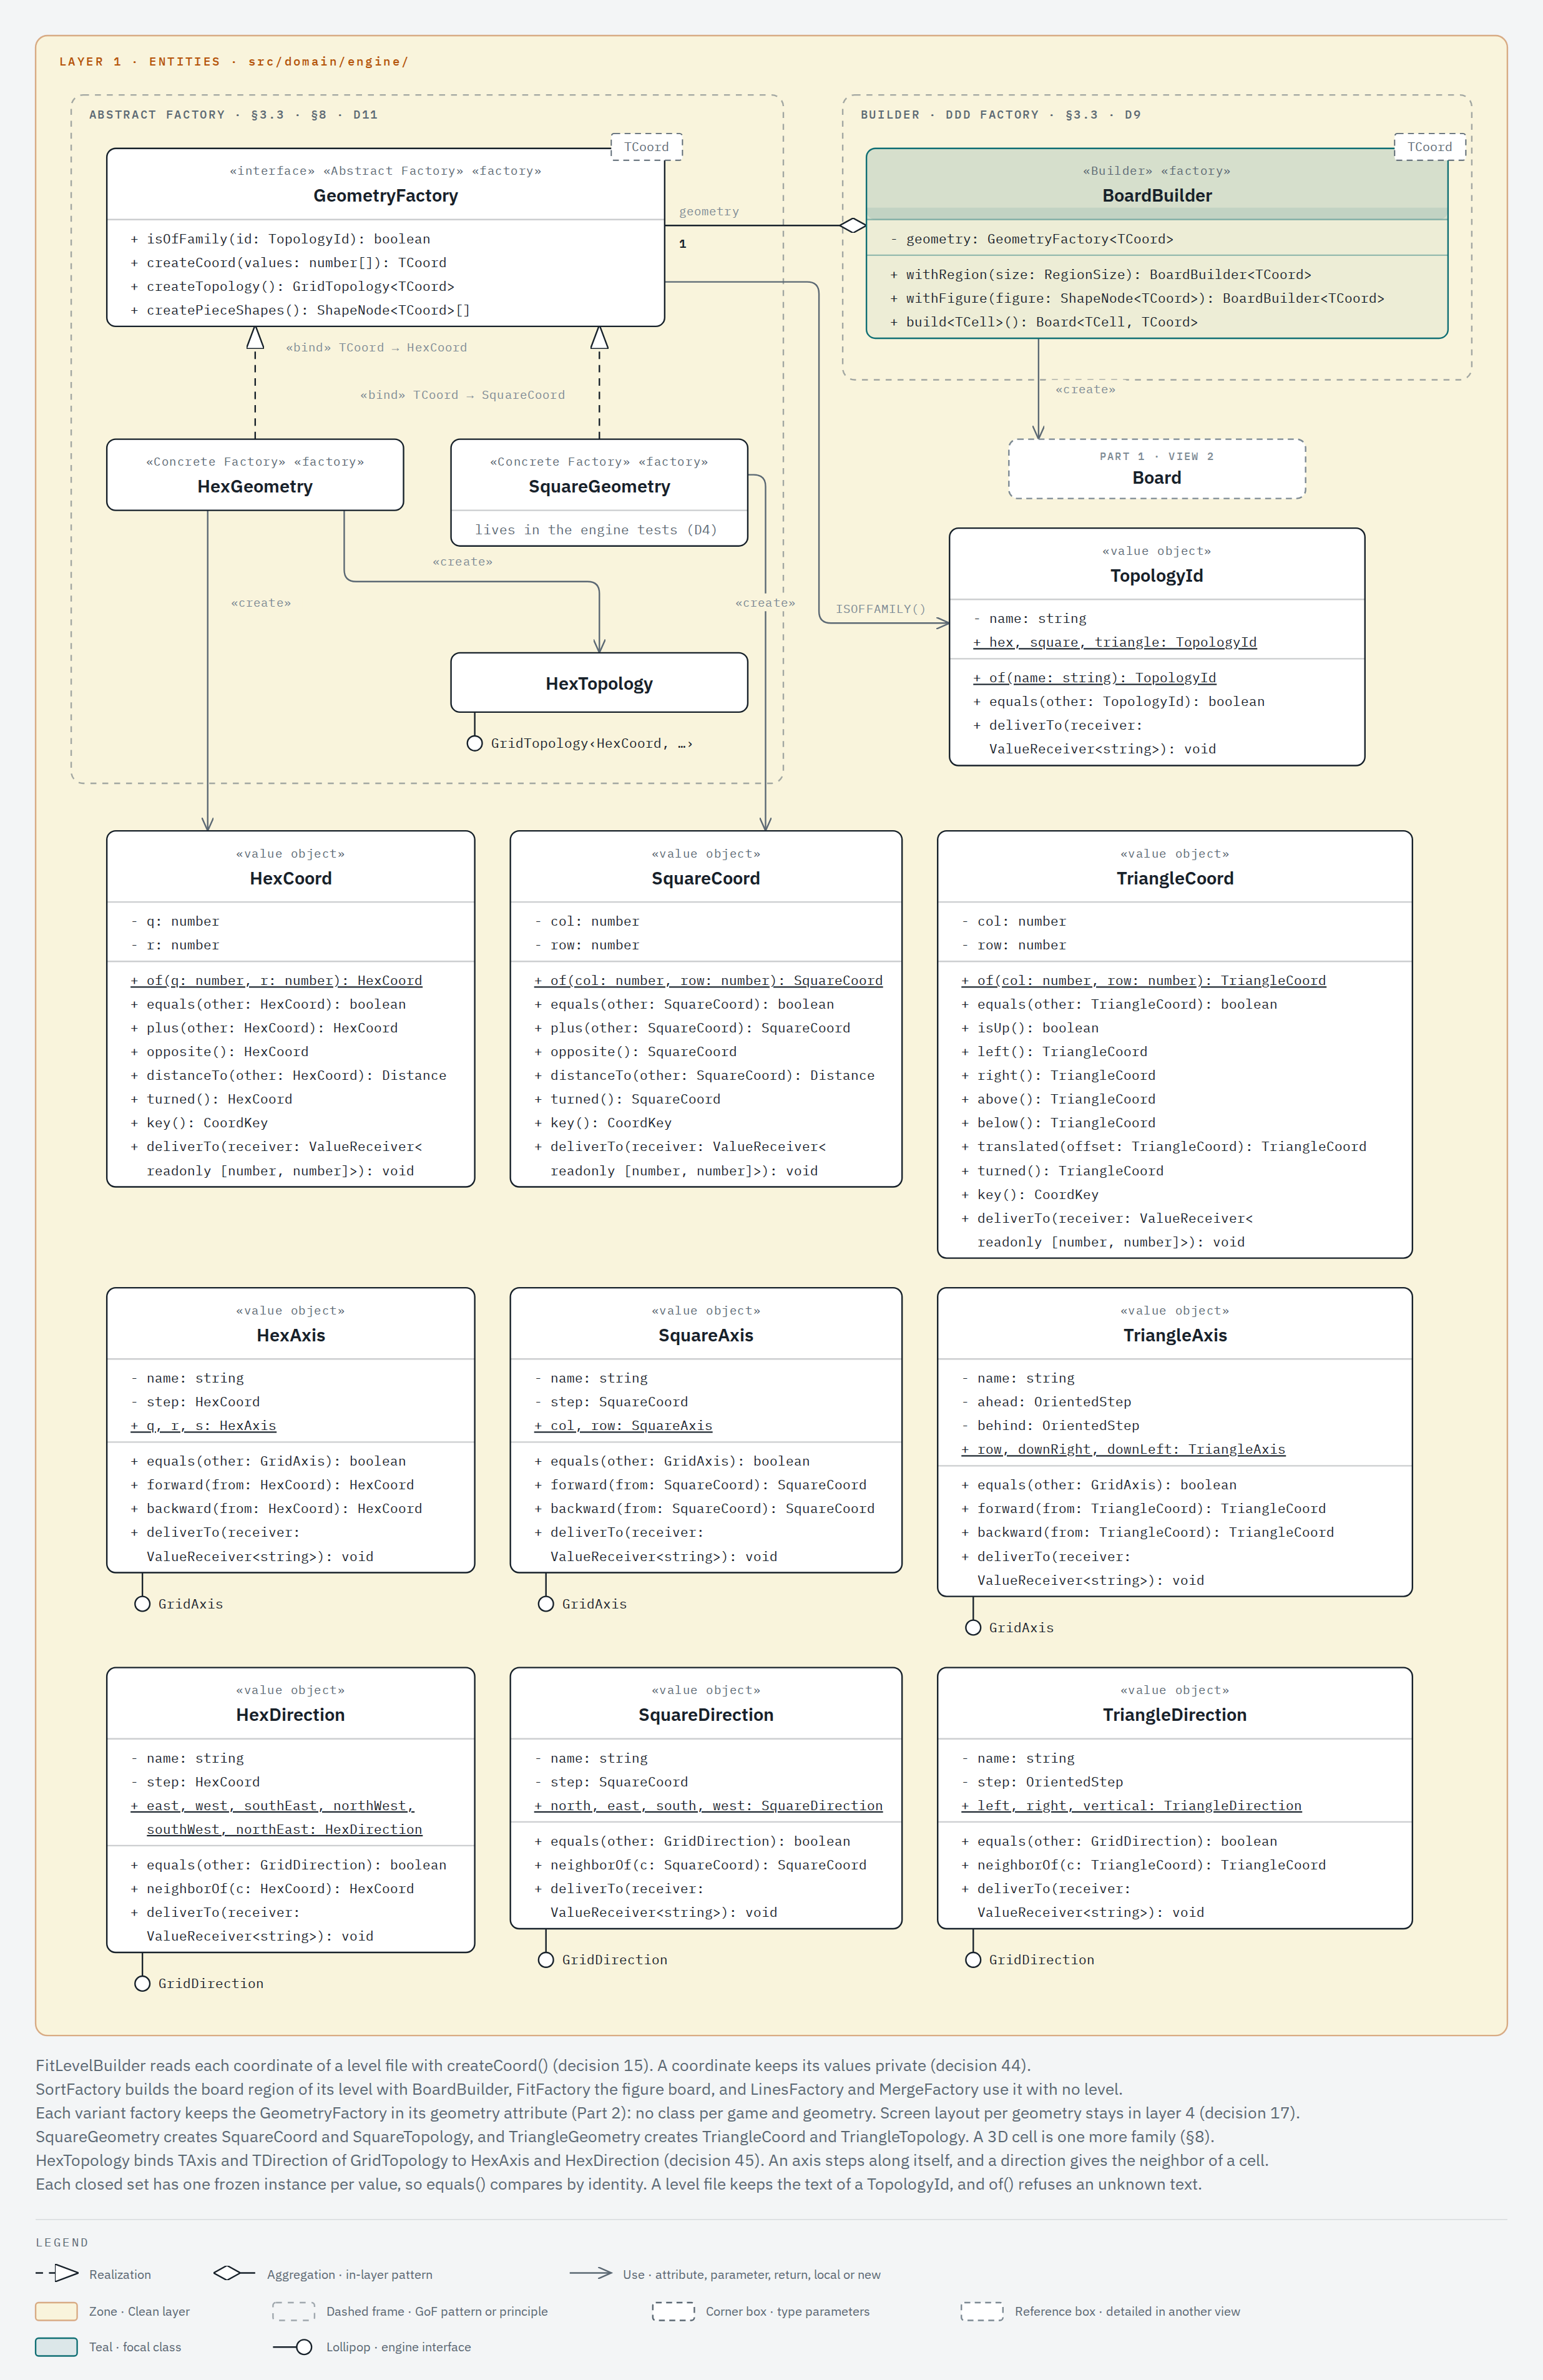 LAYER 1 · ENTITIES · src/domain/engine/
ABSTRACT FACTORY · §3.3 · §8 · D11
TCoord
«interface» «Abstract Factory» «factory»
GeometryFactory
+ isOfFamily(id: TopologyId): boolean
+ createCoord(values: number[]): TCoord
+ createTopology(): GridTopology<TCoord>
+ createPieceShapes(): ShapeNode<TCoord>[]
geometry
1
BUILDER · DDD FACTORY · §3.3 · D9
TCoord
«Builder» «factory»
BoardBuilder
- geometry: GeometryFactory<TCoord>
+ withRegion(size: RegionSize): BoardBuilder<TCoord>
+ withFigure(figure: ShapeNode<TCoord>): BoardBuilder<TCoord>
+ build<TCell>(): Board<TCell, TCoord>
«bind» TCoord → HexCoord
«bind» TCoord → SquareCoord
«create»
«Concrete Factory» «factory»
HexGeometry
«Concrete Factory» «factory»
SquareGeometry
lives in the engine tests (D4)
PART 1 · VIEW 2
Board
«create»
«create»
«create»
ISOFFAMILY()
«value object»
TopologyId
- name: string
+ hex, square, triangle: TopologyId
+ of(name: string): TopologyId
+ equals(other: TopologyId): boolean
+ deliverTo(receiver:
ValueReceiver<string>): void
HexTopology
GridTopology‹HexCoord, …›
«value object»
HexCoord
- q: number
- r: number
+ of(q: number, r: number): HexCoord
+ equals(other: HexCoord): boolean
+ plus(other: HexCoord): HexCoord
+ opposite(): HexCoord
+ distanceTo(other: HexCoord): Distance
+ turned(): HexCoord
+ key(): CoordKey
+ deliverTo(receiver: ValueReceiver<
readonly [number, number]>): void
«value object»
SquareCoord
- col: number
- row: number
+ of(col: number, row: number): SquareCoord
+ equals(other: SquareCoord): boolean
+ plus(other: SquareCoord): SquareCoord
+ opposite(): SquareCoord
+ distanceTo(other: SquareCoord): Distance
+ turned(): SquareCoord
+ key(): CoordKey
+ deliverTo(receiver: ValueReceiver<
readonly [number, number]>): void
«value object»
TriangleCoord
- col: number
- row: number
+ of(col: number, row: number): TriangleCoord
+ equals(other: TriangleCoord): boolean
+ isUp(): boolean
+ left(): TriangleCoord
+ right(): TriangleCoord
+ above(): TriangleCoord
+ below(): TriangleCoord
+ translated(offset: TriangleCoord): TriangleCoord
+ turned(): TriangleCoord
+ key(): CoordKey
+ deliverTo(receiver: ValueReceiver<
readonly [number, number]>): void
«value object»
HexAxis
- name: string
- step: HexCoord
+ q, r, s: HexAxis
+ equals(other: GridAxis): boolean
+ forward(from: HexCoord): HexCoord
+ backward(from: HexCoord): HexCoord
+ deliverTo(receiver:
ValueReceiver<string>): void
GridAxis
«value object»
SquareAxis
- name: string
- step: SquareCoord
+ col, row: SquareAxis
+ equals(other: GridAxis): boolean
+ forward(from: SquareCoord): SquareCoord
+ backward(from: SquareCoord): SquareCoord
+ deliverTo(receiver:
ValueReceiver<string>): void
GridAxis
«value object»
TriangleAxis
- name: string
- ahead: OrientedStep
- behind: OrientedStep
+ row, downRight, downLeft: TriangleAxis
+ equals(other: GridAxis): boolean
+ forward(from: TriangleCoord): TriangleCoord
+ backward(from: TriangleCoord): TriangleCoord
+ deliverTo(receiver:
ValueReceiver<string>): void
GridAxis
«value object»
HexDirection
- name: string
- step: HexCoord
+ east, west, southEast, northWest,
southWest, northEast: HexDirection
+ equals(other: GridDirection): boolean
+ neighborOf(c: HexCoord): HexCoord
+ deliverTo(receiver:
ValueReceiver<string>): void
GridDirection
«value object»
SquareDirection
- name: string
- step: SquareCoord
+ north, east, south, west: SquareDirection
+ equals(other: GridDirection): boolean
+ neighborOf(c: SquareCoord): SquareCoord
+ deliverTo(receiver:
ValueReceiver<string>): void
GridDirection
«value object»
TriangleDirection
- name: string
- step: OrientedStep
+ left, right, vertical: TriangleDirection
+ equals(other: GridDirection): boolean
+ neighborOf(c: TriangleCoord): TriangleCoord
+ deliverTo(receiver:
ValueReceiver<string>): void
GridDirection
FitLevelBuilder reads each coordinate of a level file with createCoord() (decision 15). A coordinate keeps its values private (decision 44).
SortFactory builds the board region of its level with BoardBuilder, FitFactory the figure board, and LinesFactory and MergeFactory use it with no level.
Each variant factory keeps the GeometryFactory in its geometry attribute (Part 2): no class per game and geometry. Screen layout per geometry stays in layer 4 (decision 17).
SquareGeometry creates SquareCoord and SquareTopology, and TriangleGeometry creates TriangleCoord and TriangleTopology. A 3D cell is one more family (§8).
HexTopology binds TAxis and TDirection of GridTopology to HexAxis and HexDirection (decision 45). An axis steps along itself, and a direction gives the neighbor of a cell.
Each closed set has one frozen instance per value, so equals() compares by identity. A level file keeps the text of a TopologyId, and of() refuses an unknown text.
LEGEND
Realization
Aggregation · in-layer pattern
Use · attribute, parameter, return, local or new
Zone · Clean layer
Dashed frame · GoF pattern or principle
Corner box · type parameters
Reference box · detailed in another view
Teal · focal class
Lollipop · engine interface